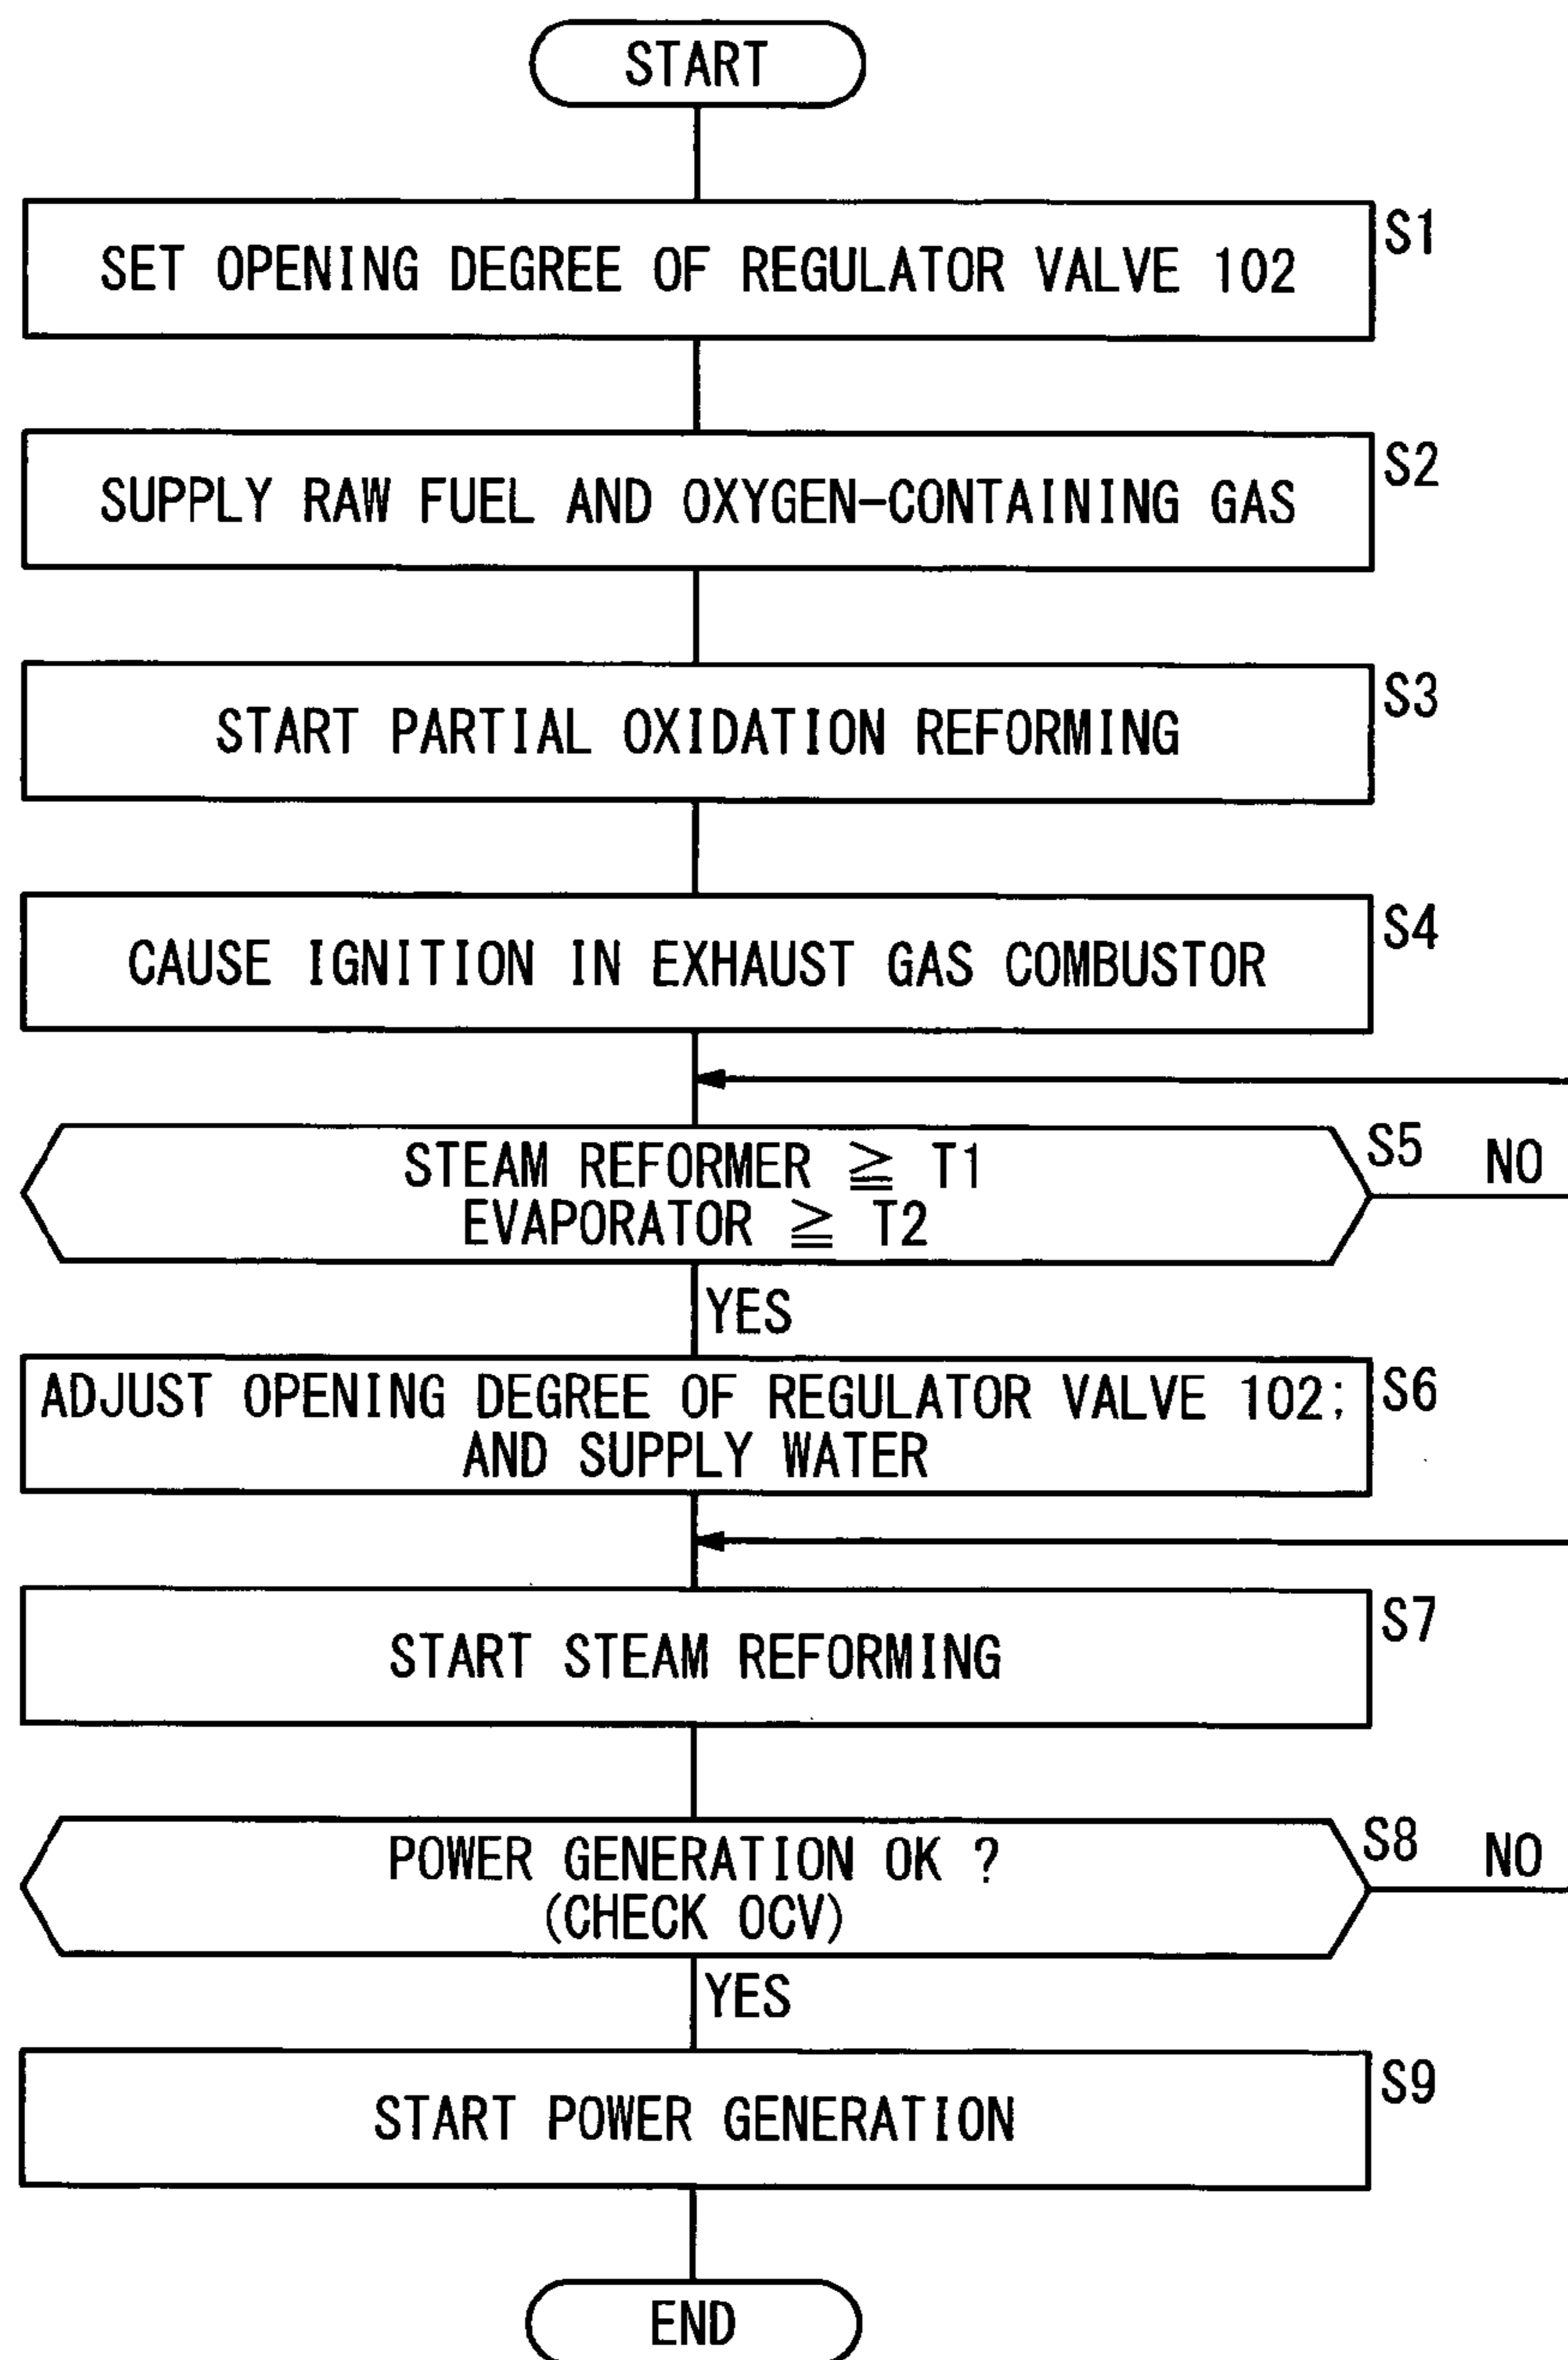 START
S1
SET OPENING DEGREE OF REGULATOR VALVE 102
S2
SUPPLY RAW FUEL AND OXYGEN-CONTAINING GAS
S3
START PARTIAL OXIDATION REFORMING
S4
CAUSE IGNITION IN EXHAUST GAS COMBUSTOR
S5 NO
STEAM REFORMER ≧ T1
EVAPORATOR ≧ T2
YES
S6
ADJUST OPENING DEGREE OF REGULATOR VALVE 102;
AND SUPPLY WATER
S7
START STEAM REFORMING
S8 NO
POWER GENERATION OK ?
(CHECK OCV)
YES
S9
START POWER GENERATION
END